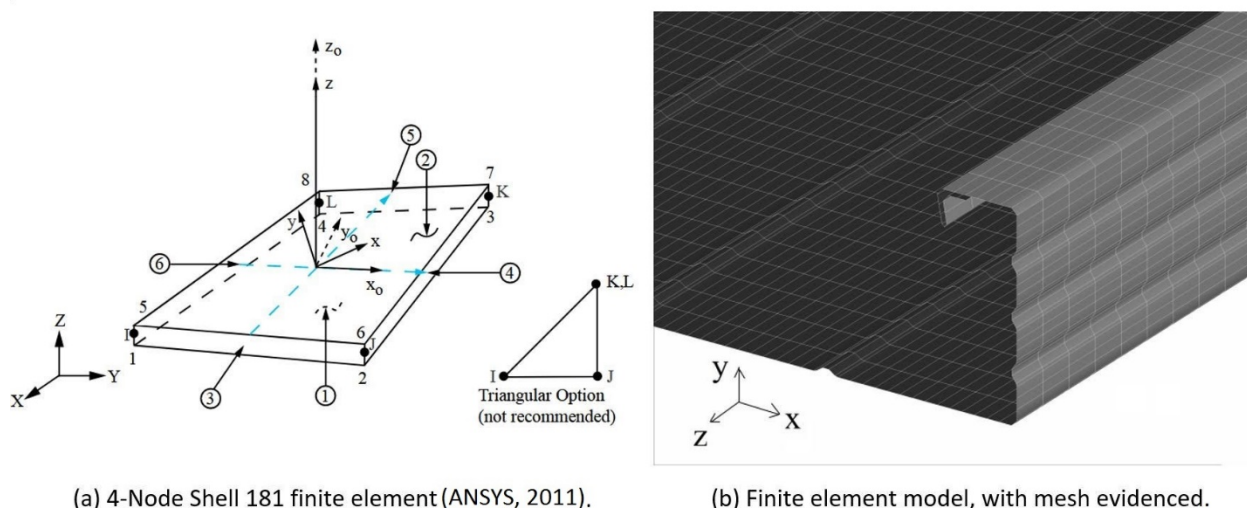 z₀
z
⑤
②
8
7
L
K
4
3
y
y₀
x
⑥
④
x₀
5
6
I
J
1
2
Z
Y
X
③
①
K,L
I
J
Triangular Option
(not recommended)
y
x
z
(a) 4-Node Shell 181 finite element (ANSYS, 2011).
(b) Finite element model, with mesh evidenced.